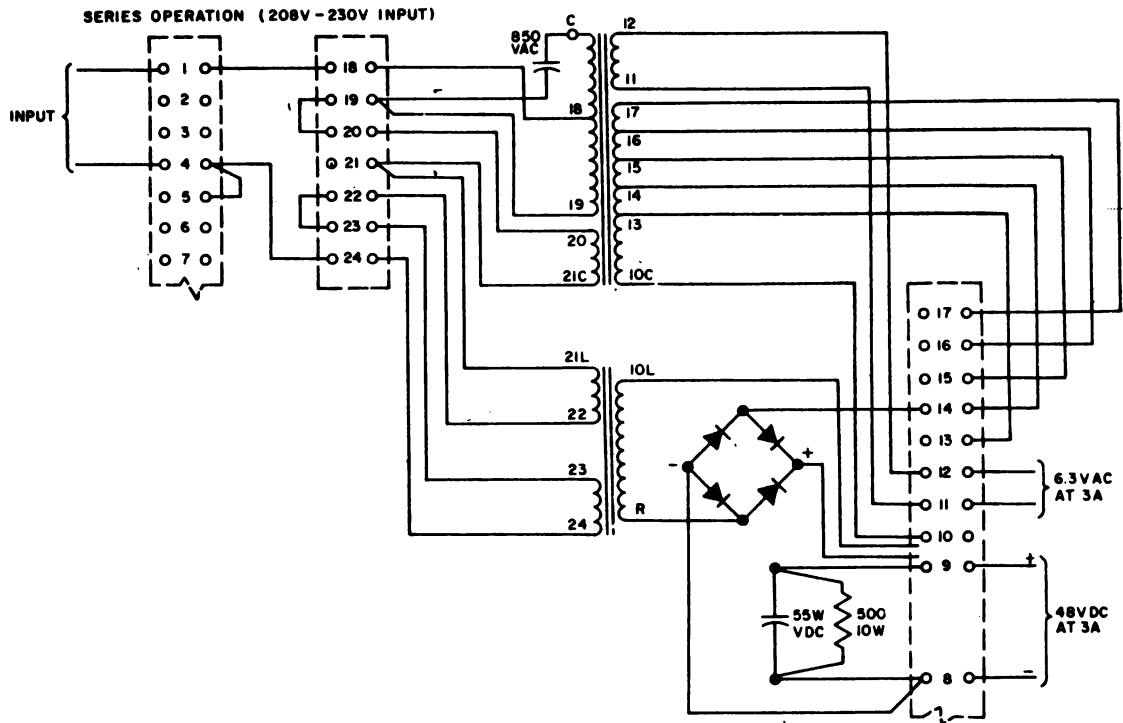 SERIES OPERATION (208V-230V INPUT)
INPUT
1
2
3
4
5
6
7
18
19
20
21
22
23
24
850
VAC
C
18
19
20
21C
12
11
17
16
15
14
13
10C
21L
22
23
24
10L
R
-
+
17
16
15
14
13
12
11
10
9
8
6.3VAC
AT 3A
+
48VDC
AT 3A
-
55W
VDC
500
10W